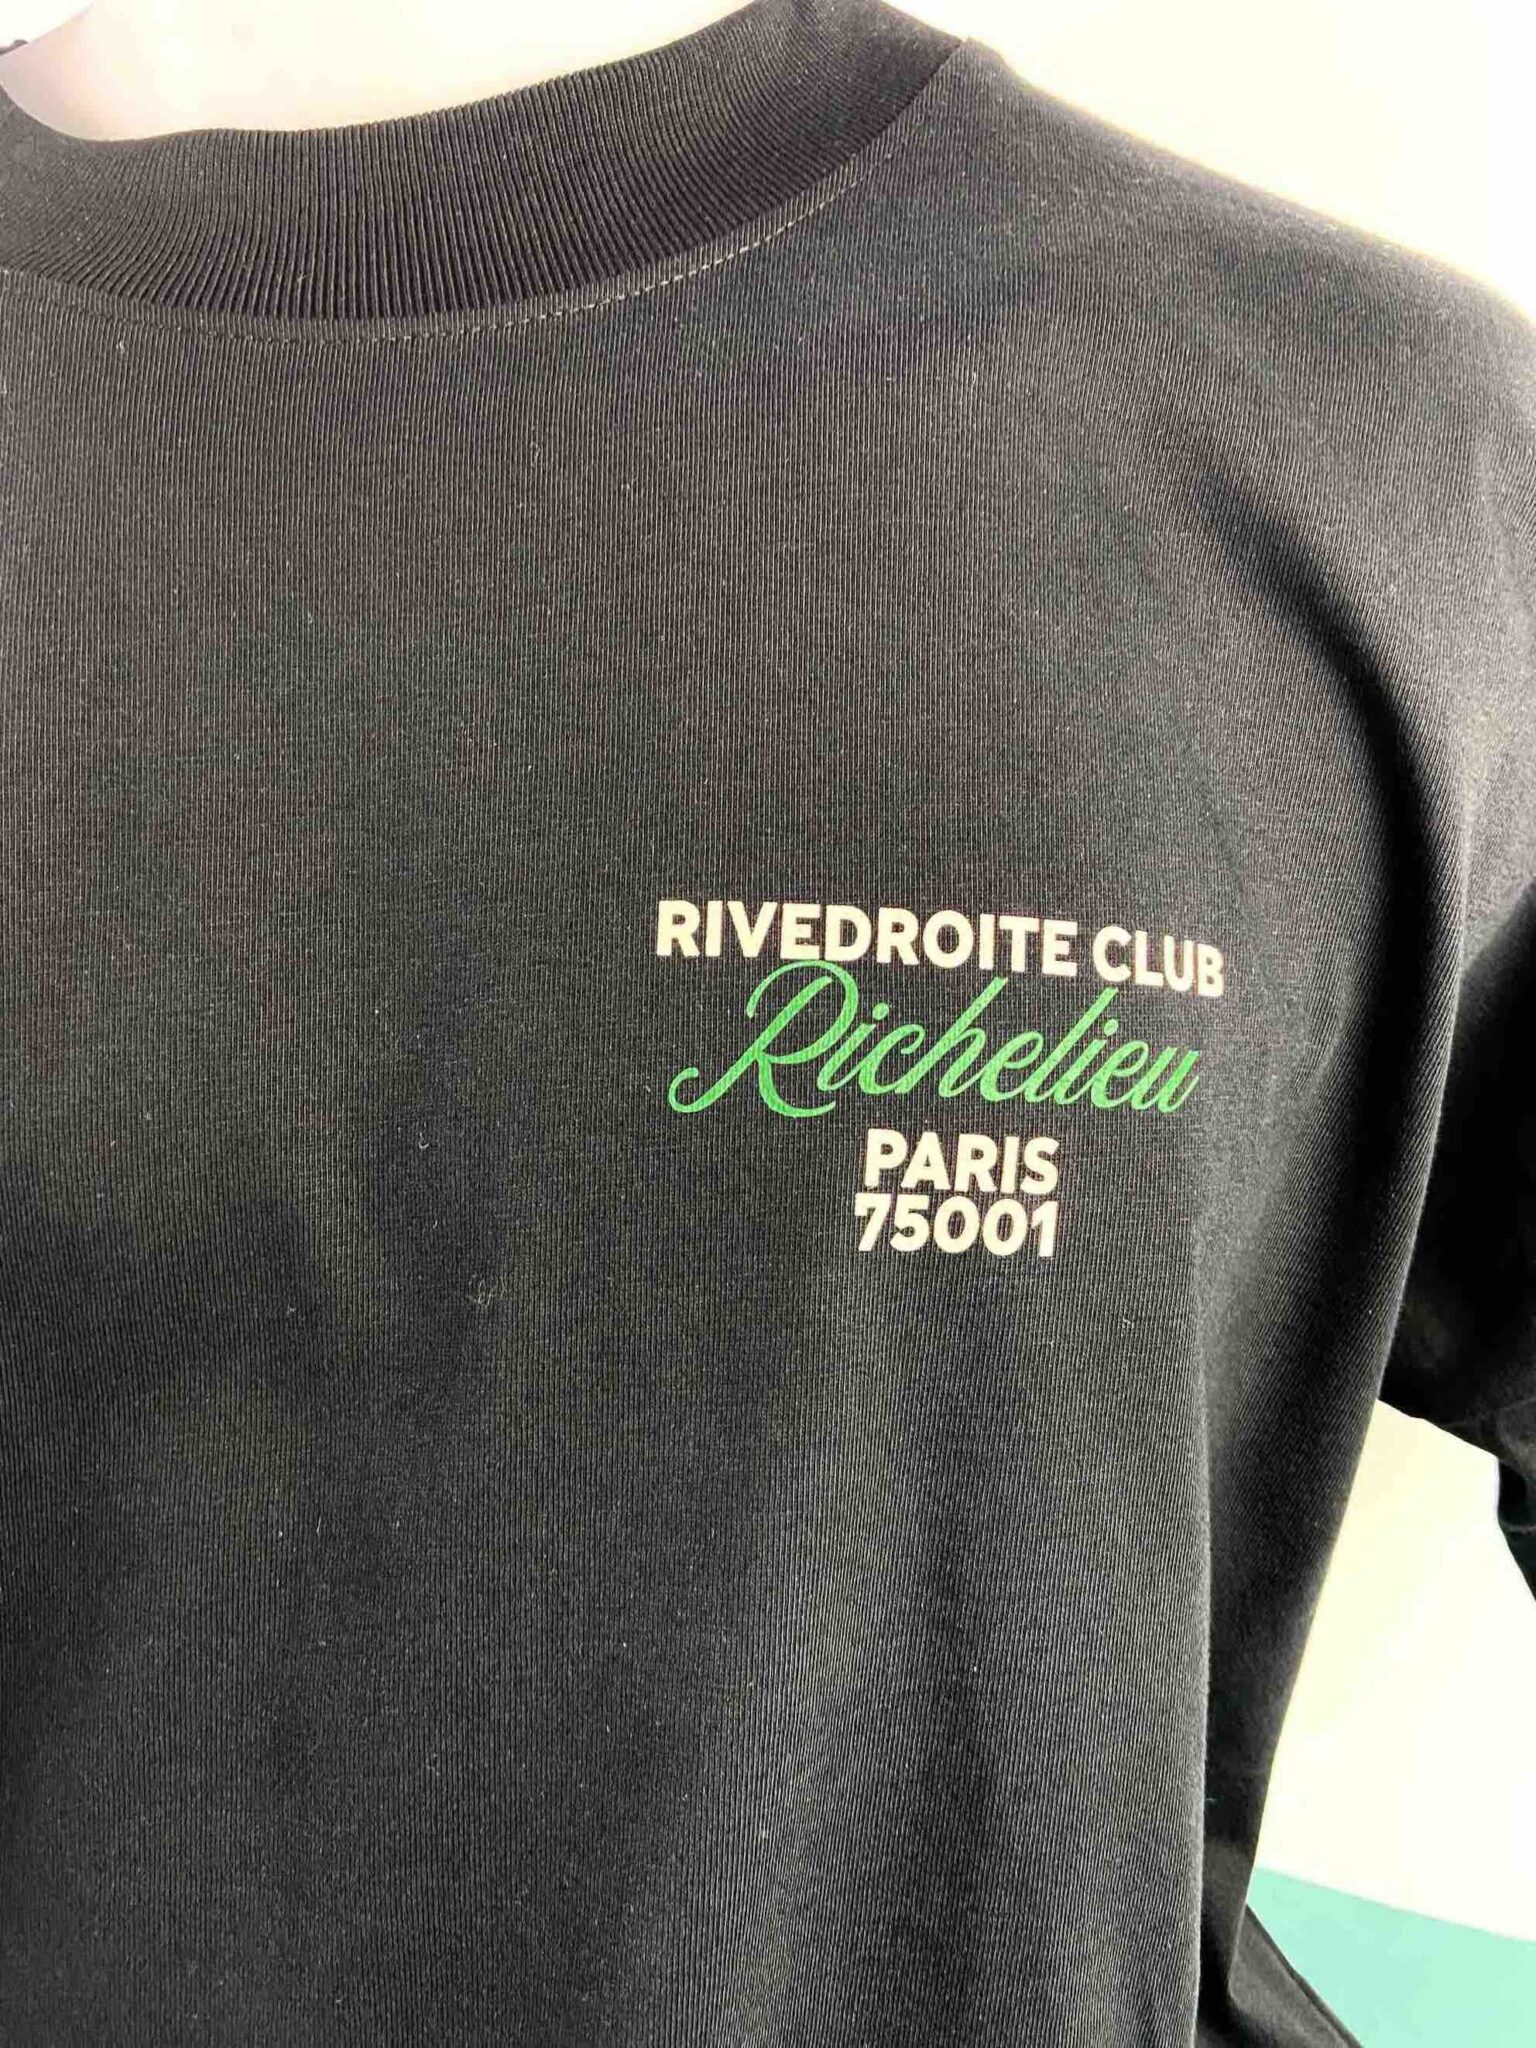 RIVEDROITE CLUB
Richelieu
PARIS
75001